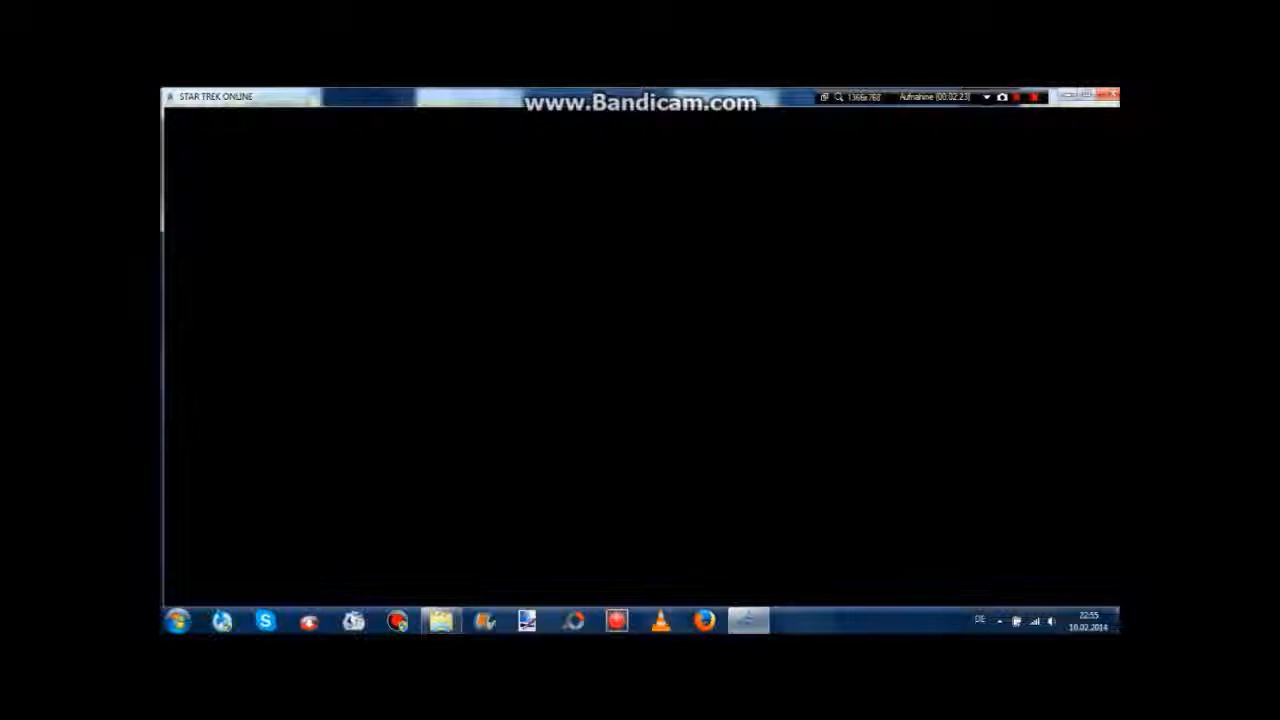 STAR TREK ONLINE
www.Bandicam.com
1366x768
Aufnahme [00:02:23]
DE
22:55
10.02.2014